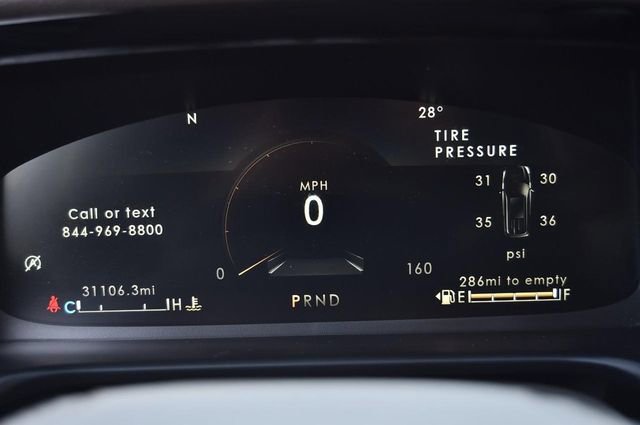 N
28°
TIRE
PRESSURE
31 30
35 36
psi
MPH
0
0 160
Call or text
844-969-8800
31106.3mi
C H
PRND
286mi to empty
E F